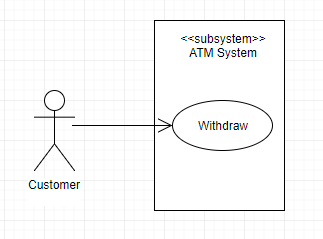 <<subsystem>>
ATM System
Withdraw
Customer